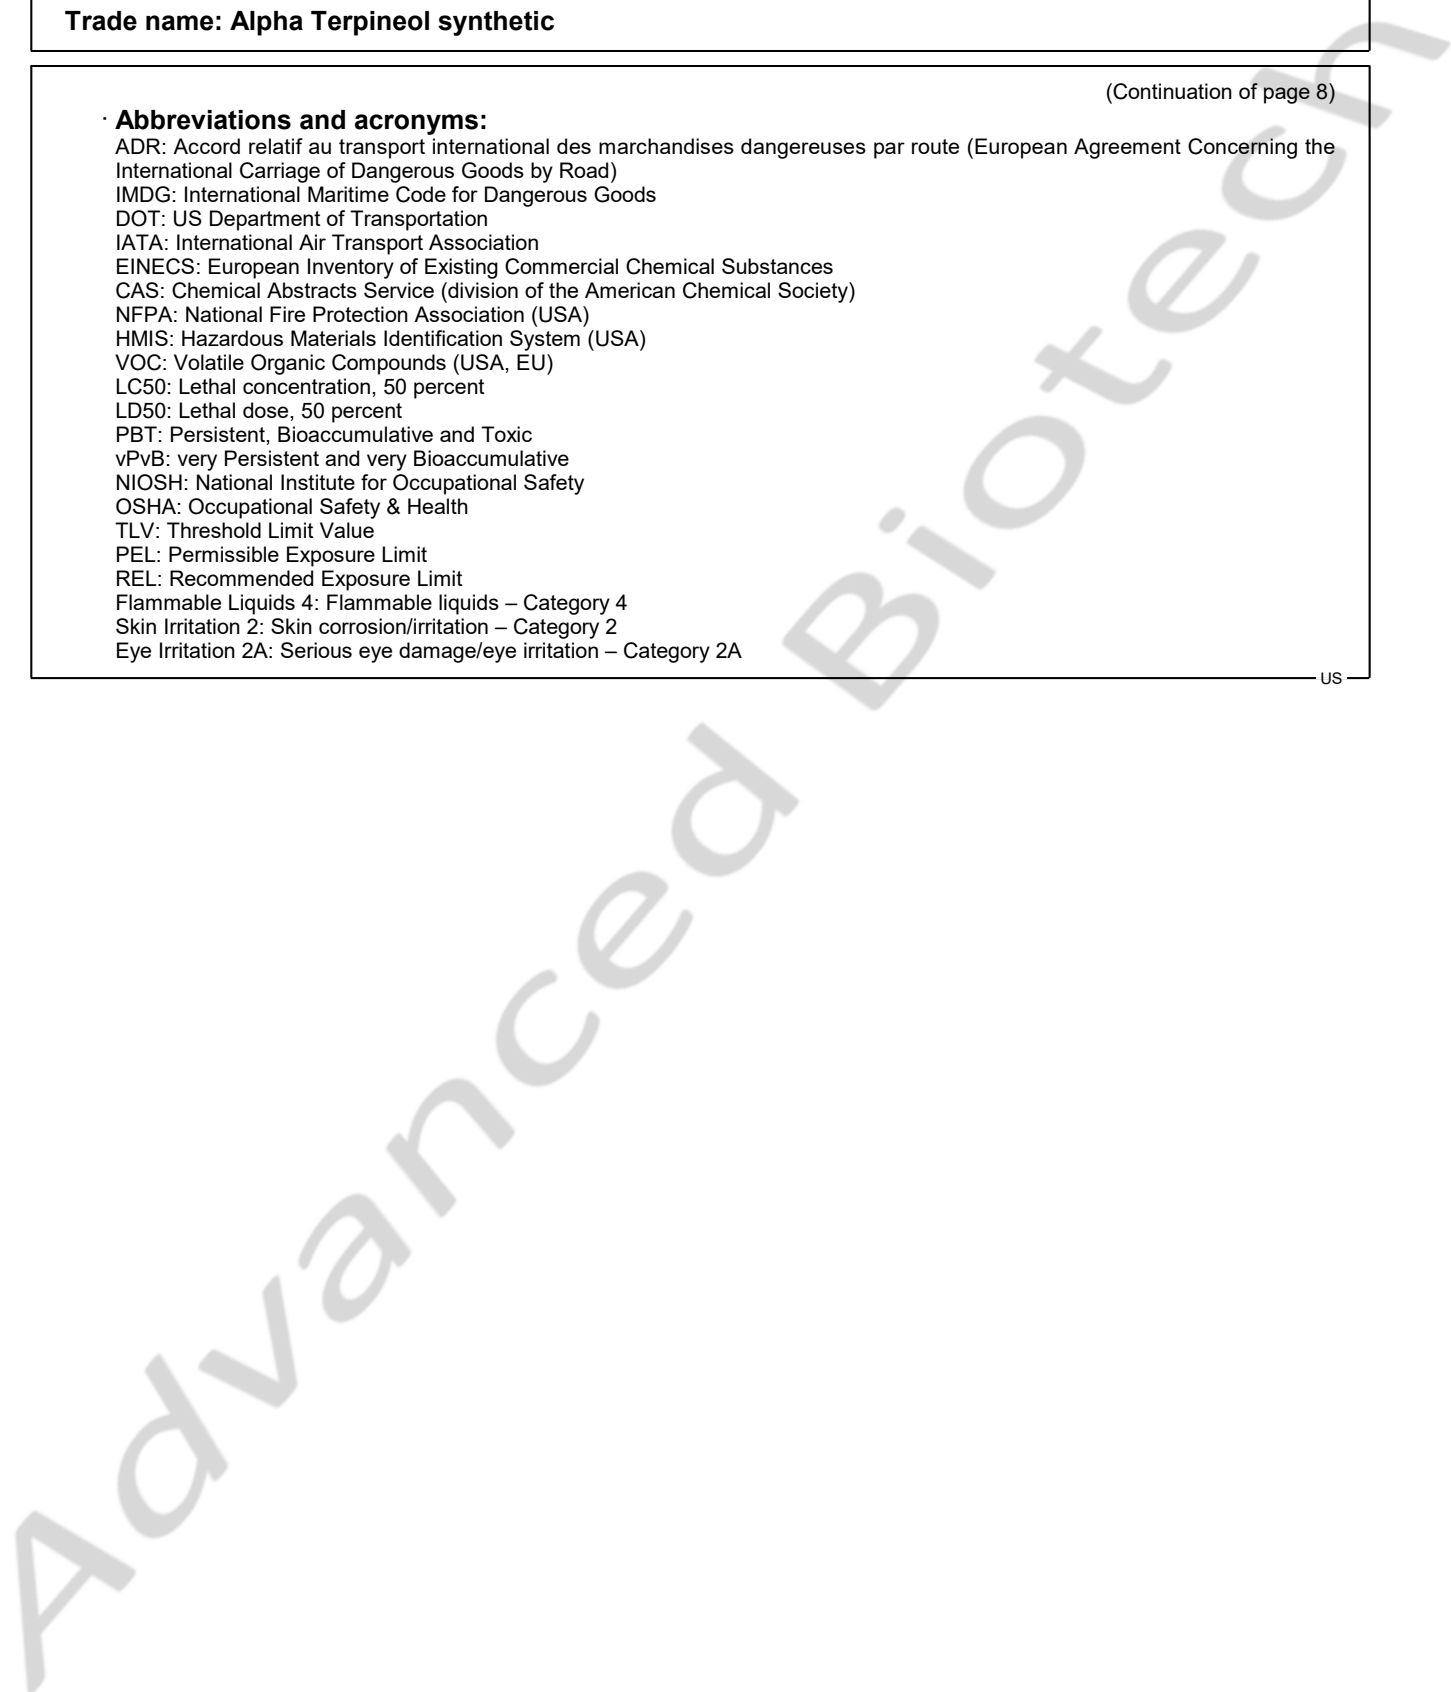 Trade name: Alpha Terpineol synthetic
(Continuation of page 8)
· Abbreviations and acronyms:
ADR: Accord relatif au transport international des marchandises dangereuses par route (European Agreement Concerning the
International Carriage of Dangerous Goods by Road)
IMDG: International Maritime Code for Dangerous Goods
DOT: US Department of Transportation
IATA: International Air Transport Association
EINECS: European Inventory of Existing Commercial Chemical Substances
CAS: Chemical Abstracts Service (division of the American Chemical Society)
NFPA: National Fire Protection Association (USA)
HMIS: Hazardous Materials Identification System (USA)
VOC: Volatile Organic Compounds (USA, EU)
LC50: Lethal concentration, 50 percent
LD50: Lethal dose, 50 percent
PBT: Persistent, Bioaccumulative and Toxic
vPvB: very Persistent and very Bioaccumulative
NIOSH: National Institute for Occupational Safety
OSHA: Occupational Safety & Health
TLV: Threshold Limit Value
PEL: Permissible Exposure Limit
REL: Recommended Exposure Limit
Flammable Liquids 4: Flammable liquids – Category 4
Skin Irritation 2: Skin corrosion/irritation – Category 2
Eye Irritation 2A: Serious eye damage/eye irritation – Category 2A
US
Advanced Biotech